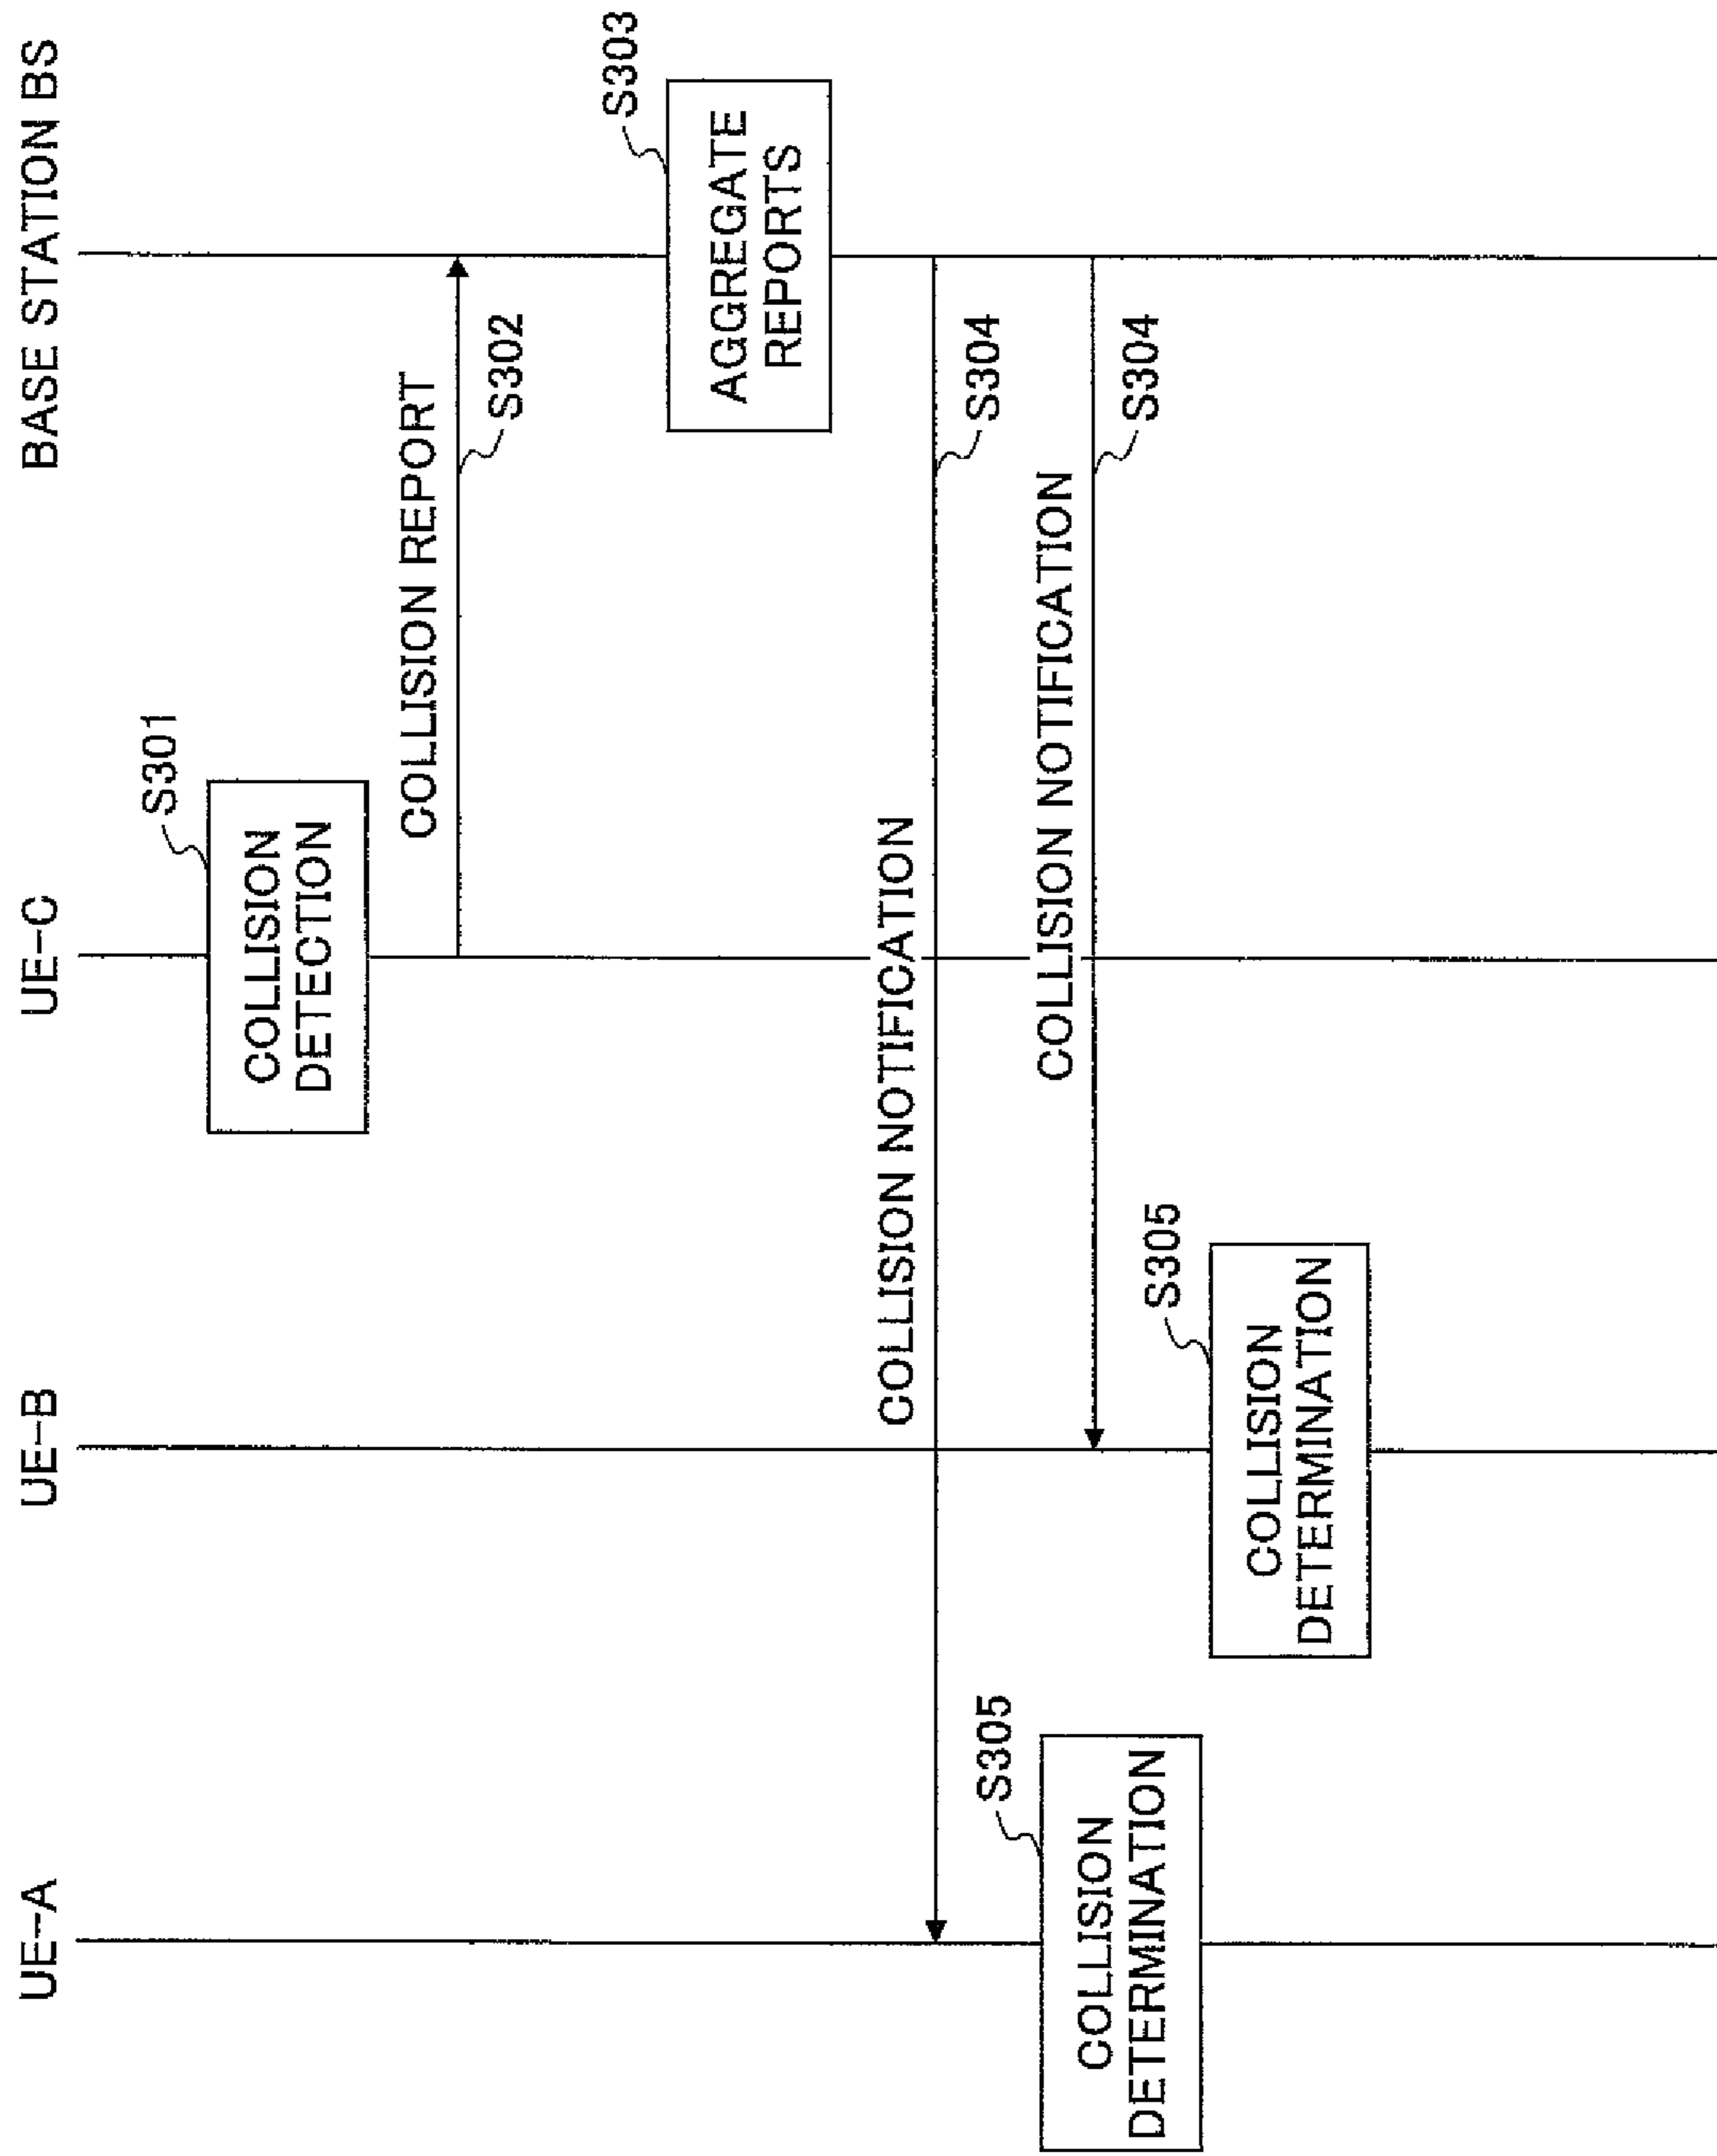 UE-A
UE-B
UE-C
BASE STATION BS
S301
COLLISION
DETECTION
COLLISION REPORT
S302
S303
AGGREGATE
REPORTS
COLLISION NOTIFICATION
S304
S305
COLLISION
DETERMINATION
COLLISION NOTIFICATION
S304
S305
COLLISION
DETERMINATION